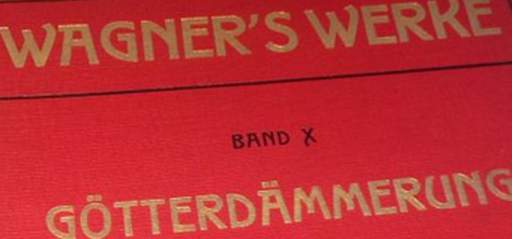 WAGNER'S WERKE
BAND X
GÖTTERDÄMMERUNG